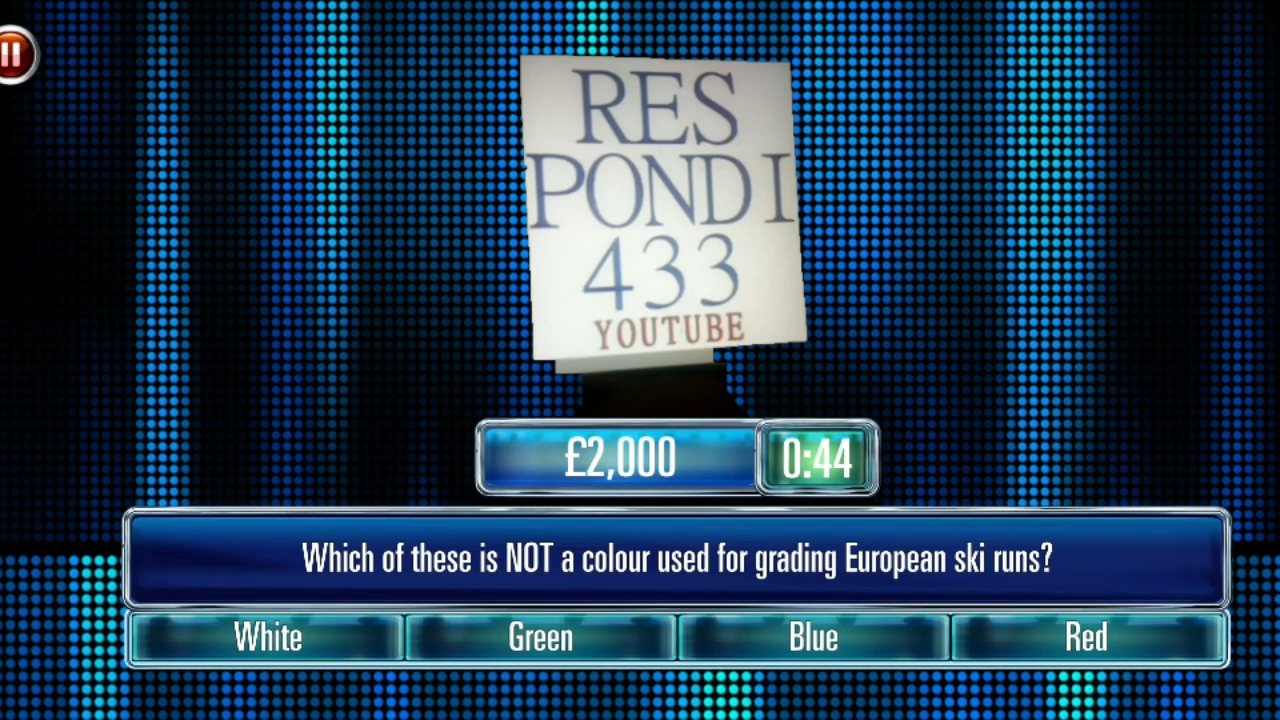 RES
POND I
433
YOUTUBE
£2,000
0:44
Which of these is NOT a colour used for grading European ski runs?
White
Green
Blue
Red